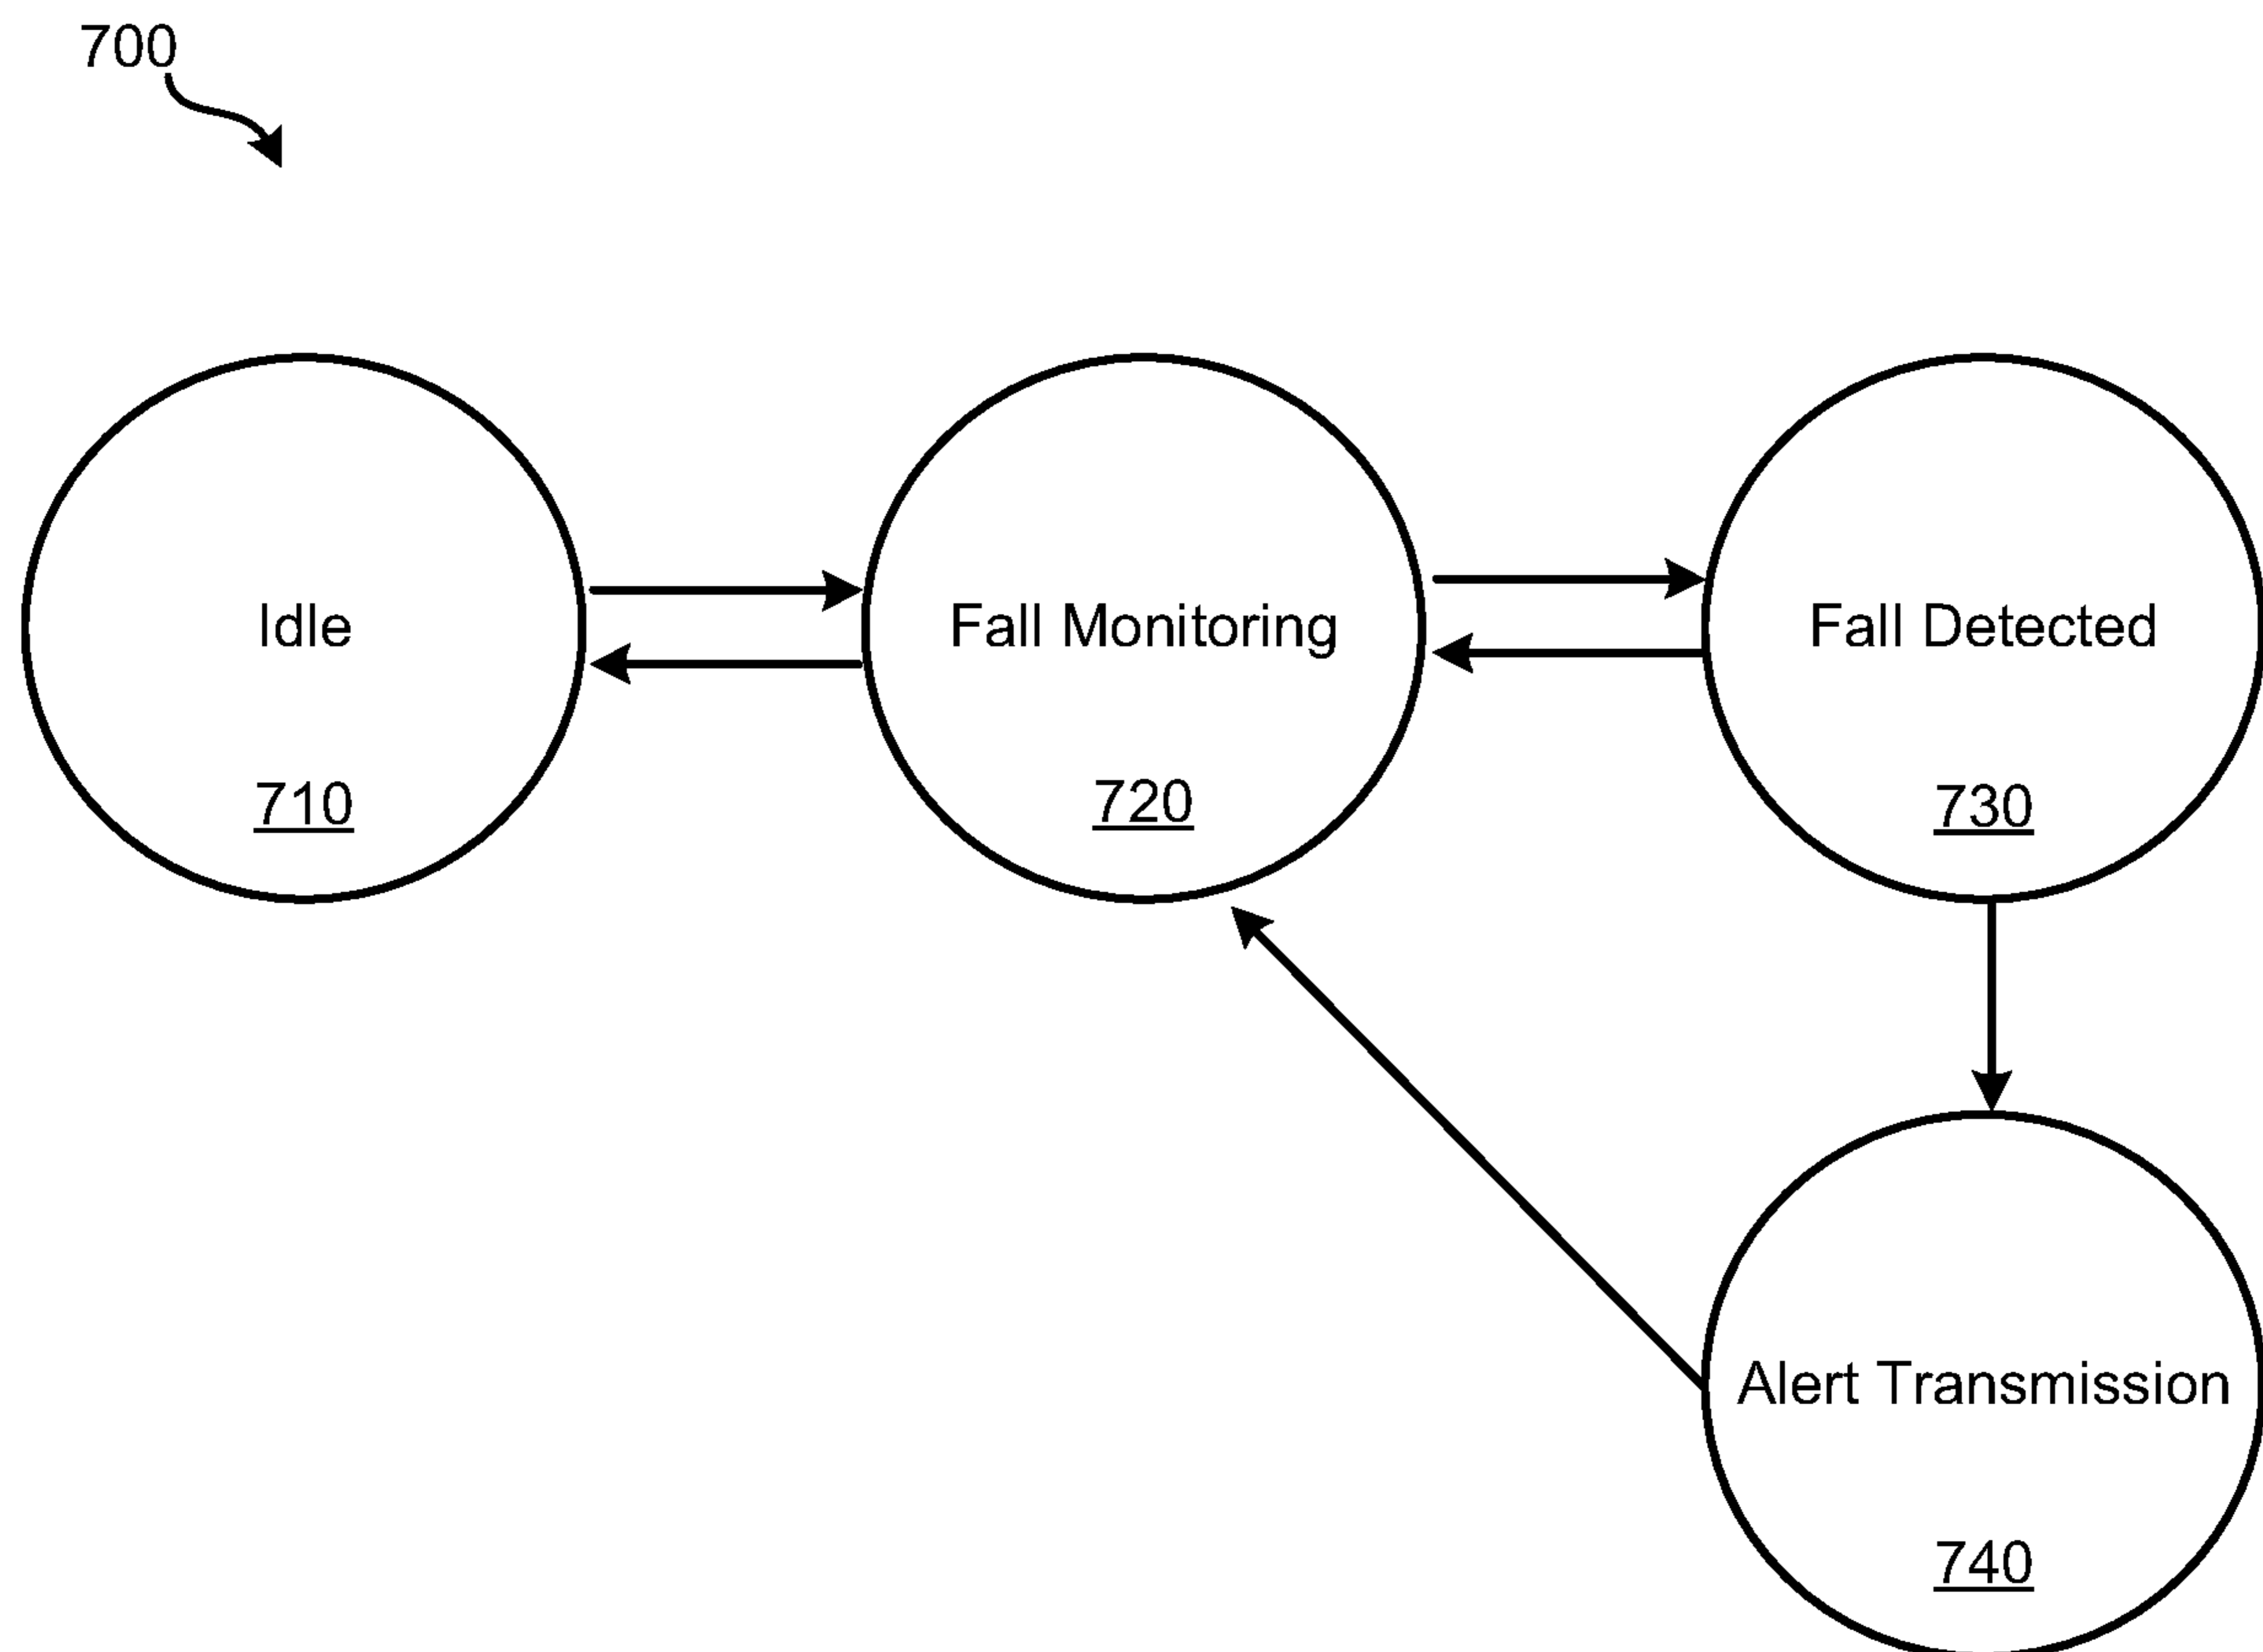 700
Idle
710
Fall Monitoring
720
Fall Detected
730
Alert Transmission
740